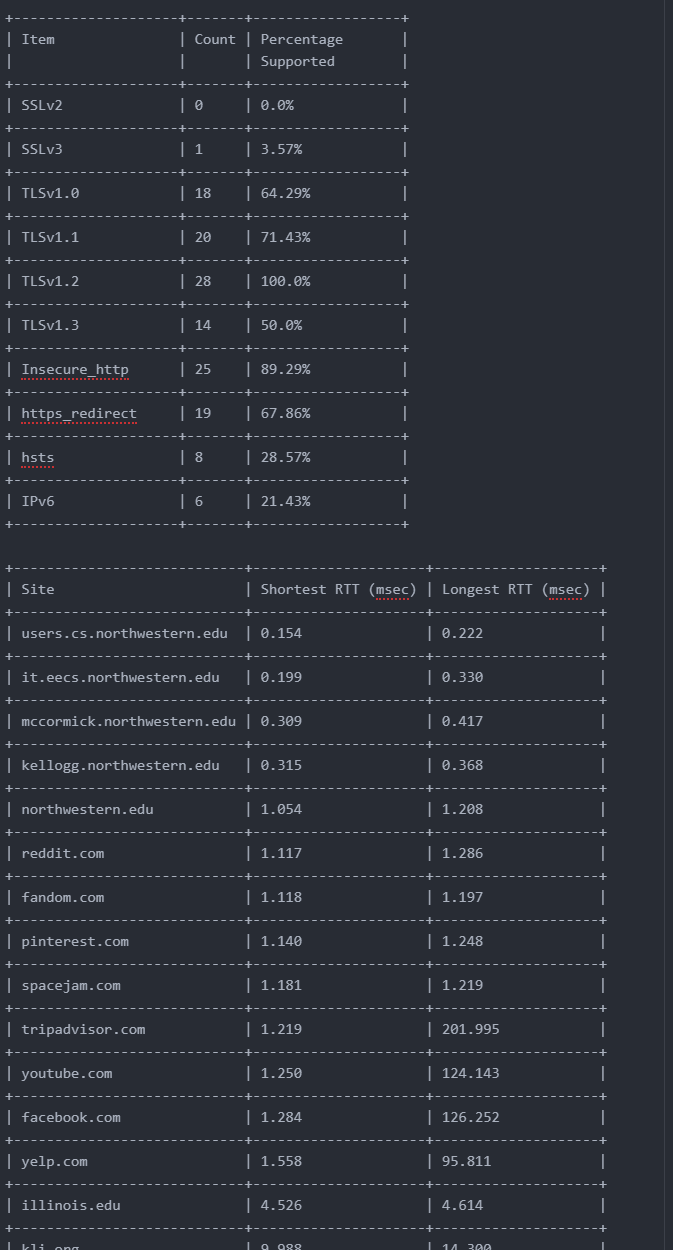 +--------------------+-------+------------------+
| Item               | Count | Percentage       |
|                    |       | Supported        |
+--------------------+-------+------------------+
| SSLv2              | 0     | 0.0%             |
+--------------------+-------+------------------+
| SSLv3              | 1     | 3.57%            |
+--------------------+-------+------------------+
| TLSv1.0            | 18    | 64.29%           |
+--------------------+-------+------------------+
| TLSv1.1            | 20    | 71.43%           |
+--------------------+-------+------------------+
| TLSv1.2            | 28    | 100.0%           |
+--------------------+-------+------------------+
| TLSv1.3            | 14    | 50.0%            |
+--------------------+-------+------------------+
| Insecure_http      | 25    | 89.29%           |
+--------------------+-------+------------------+
| https_redirect     | 19    | 67.86%           |
+--------------------+-------+------------------+
| hsts               | 8     | 28.57%           |
+--------------------+-------+------------------+
| IPv6               | 6     | 21.43%           |
+--------------------+-------+------------------+

+----------------------------+---------------------+--------------------+
| Site                       | Shortest RTT (msec) | Longest RTT (msec) |
+----------------------------+---------------------+--------------------+
| users.cs.northwestern.edu  | 0.154               | 0.222              |
+----------------------------+---------------------+--------------------+
| it.eecs.northwestern.edu   | 0.199               | 0.330              |
+----------------------------+---------------------+--------------------+
| mccormick.northwestern.edu | 0.309               | 0.417              |
+----------------------------+---------------------+--------------------+
| kellogg.northwestern.edu   | 0.315               | 0.368              |
+----------------------------+---------------------+--------------------+
| northwestern.edu           | 1.054               | 1.208              |
+----------------------------+---------------------+--------------------+
| reddit.com                 | 1.117               | 1.286              |
+----------------------------+---------------------+--------------------+
| fandom.com                 | 1.118               | 1.197              |
+----------------------------+---------------------+--------------------+
| pinterest.com              | 1.140               | 1.248              |
+----------------------------+---------------------+--------------------+
| spacejam.com               | 1.181               | 1.219              |
+----------------------------+---------------------+--------------------+
| tripadvisor.com            | 1.219               | 201.995            |
+----------------------------+---------------------+--------------------+
| youtube.com                | 1.250               | 124.143            |
+----------------------------+---------------------+--------------------+
| facebook.com               | 1.284               | 126.252            |
+----------------------------+---------------------+--------------------+
| yelp.com                   | 1.558               | 95.811             |
+----------------------------+---------------------+--------------------+
| illinois.edu               | 4.526               | 4.614              |
+----------------------------+---------------------+--------------------+